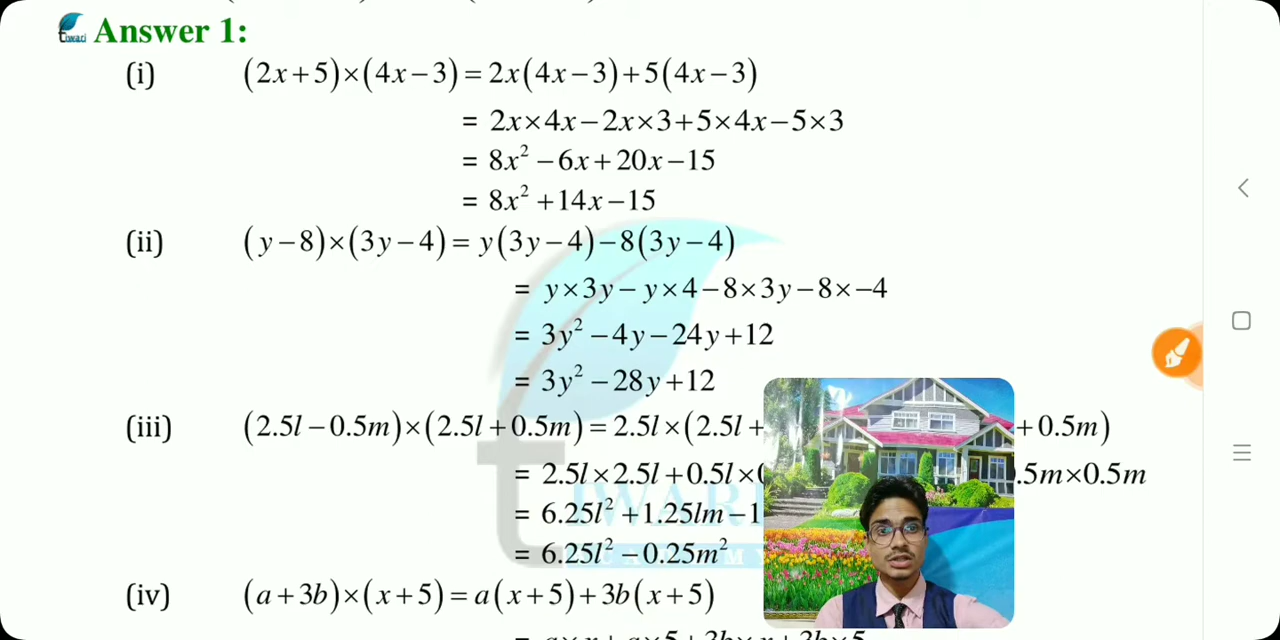 tiwari Answer 1:
(i) (2x+5)×(4x−3) = 2x(4x−3)+5(4x−3)
= 2x×4x−2x×3+5×4x−5×3
= 8x² −6x+20x−15
= 8x² +14x−15
(ii) (y−8)×(3y−4) = y(3y−4)−8(3y−4)
= y×3y−y×4−8×3y−8×−4
= 3y² −4y−24y+12
= 3y² −28y+12
(iii) (2.5l−0.5m)×(2.5l+0.5m) = 2.5l×(2.5l+ +0.5m)
= 2.5l×2.5l+0.5l× .5m×0.5m
= 6.25l² +1.25lm−1
= 6.25l² −0.25m²
(iv) (a+3b)×(x+5) = a(x+5)+3b(x+5)